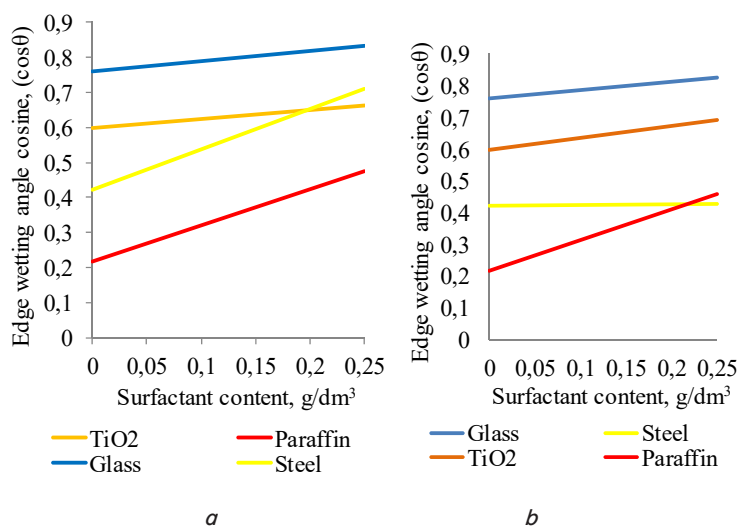 Edge wetting angle cosine, (cosθ)
0,9
0,8
0,7
0,6
0,5
0,4
0,3
0,2
0,1
0
0 0,05 0,1 0,15 0,2 0,25
Surfactant content, g/dm³
TiO2 Paraffin
Glass Steel
a
Edge wetting angle cosine, (cosθ)
0,9
0,8
0,7
0,6
0,5
0,4
0,3
0,2
0,1
0
0 0,05 0,1 0,15 0,2 0,25
Surfactant content, g/dm³
Glass Steel
TiO2 Paraffin
b